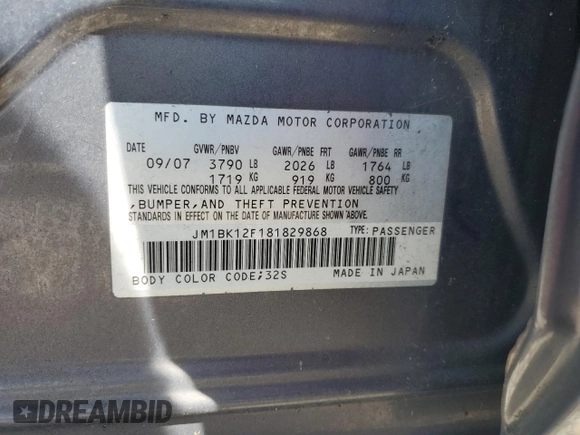 MFD. BY MAZDA MOTOR CORPORATION
DATE GVWR/PNBV GAWR/PNBE FRT GAWR/PNBE RR
09/07 3790 LB 2026 LB 1764 LB
1719 KG 919 KG 800 KG
THIS VEHICLE CONFORMS TO ALL APPLICABLE FEDERAL MOTOR VEHICLE SAFETY
,BUMPER,AND THEFT PREVENTION
STANDARDS IN EFFECT ON THE DATE OF MANUFACTURE SHOWN ABOVE.
JM1BK12F181829868 TYPE:PASSENGER
BODY COLOR CODE;32S MADE IN JAPAN
DREAMBID